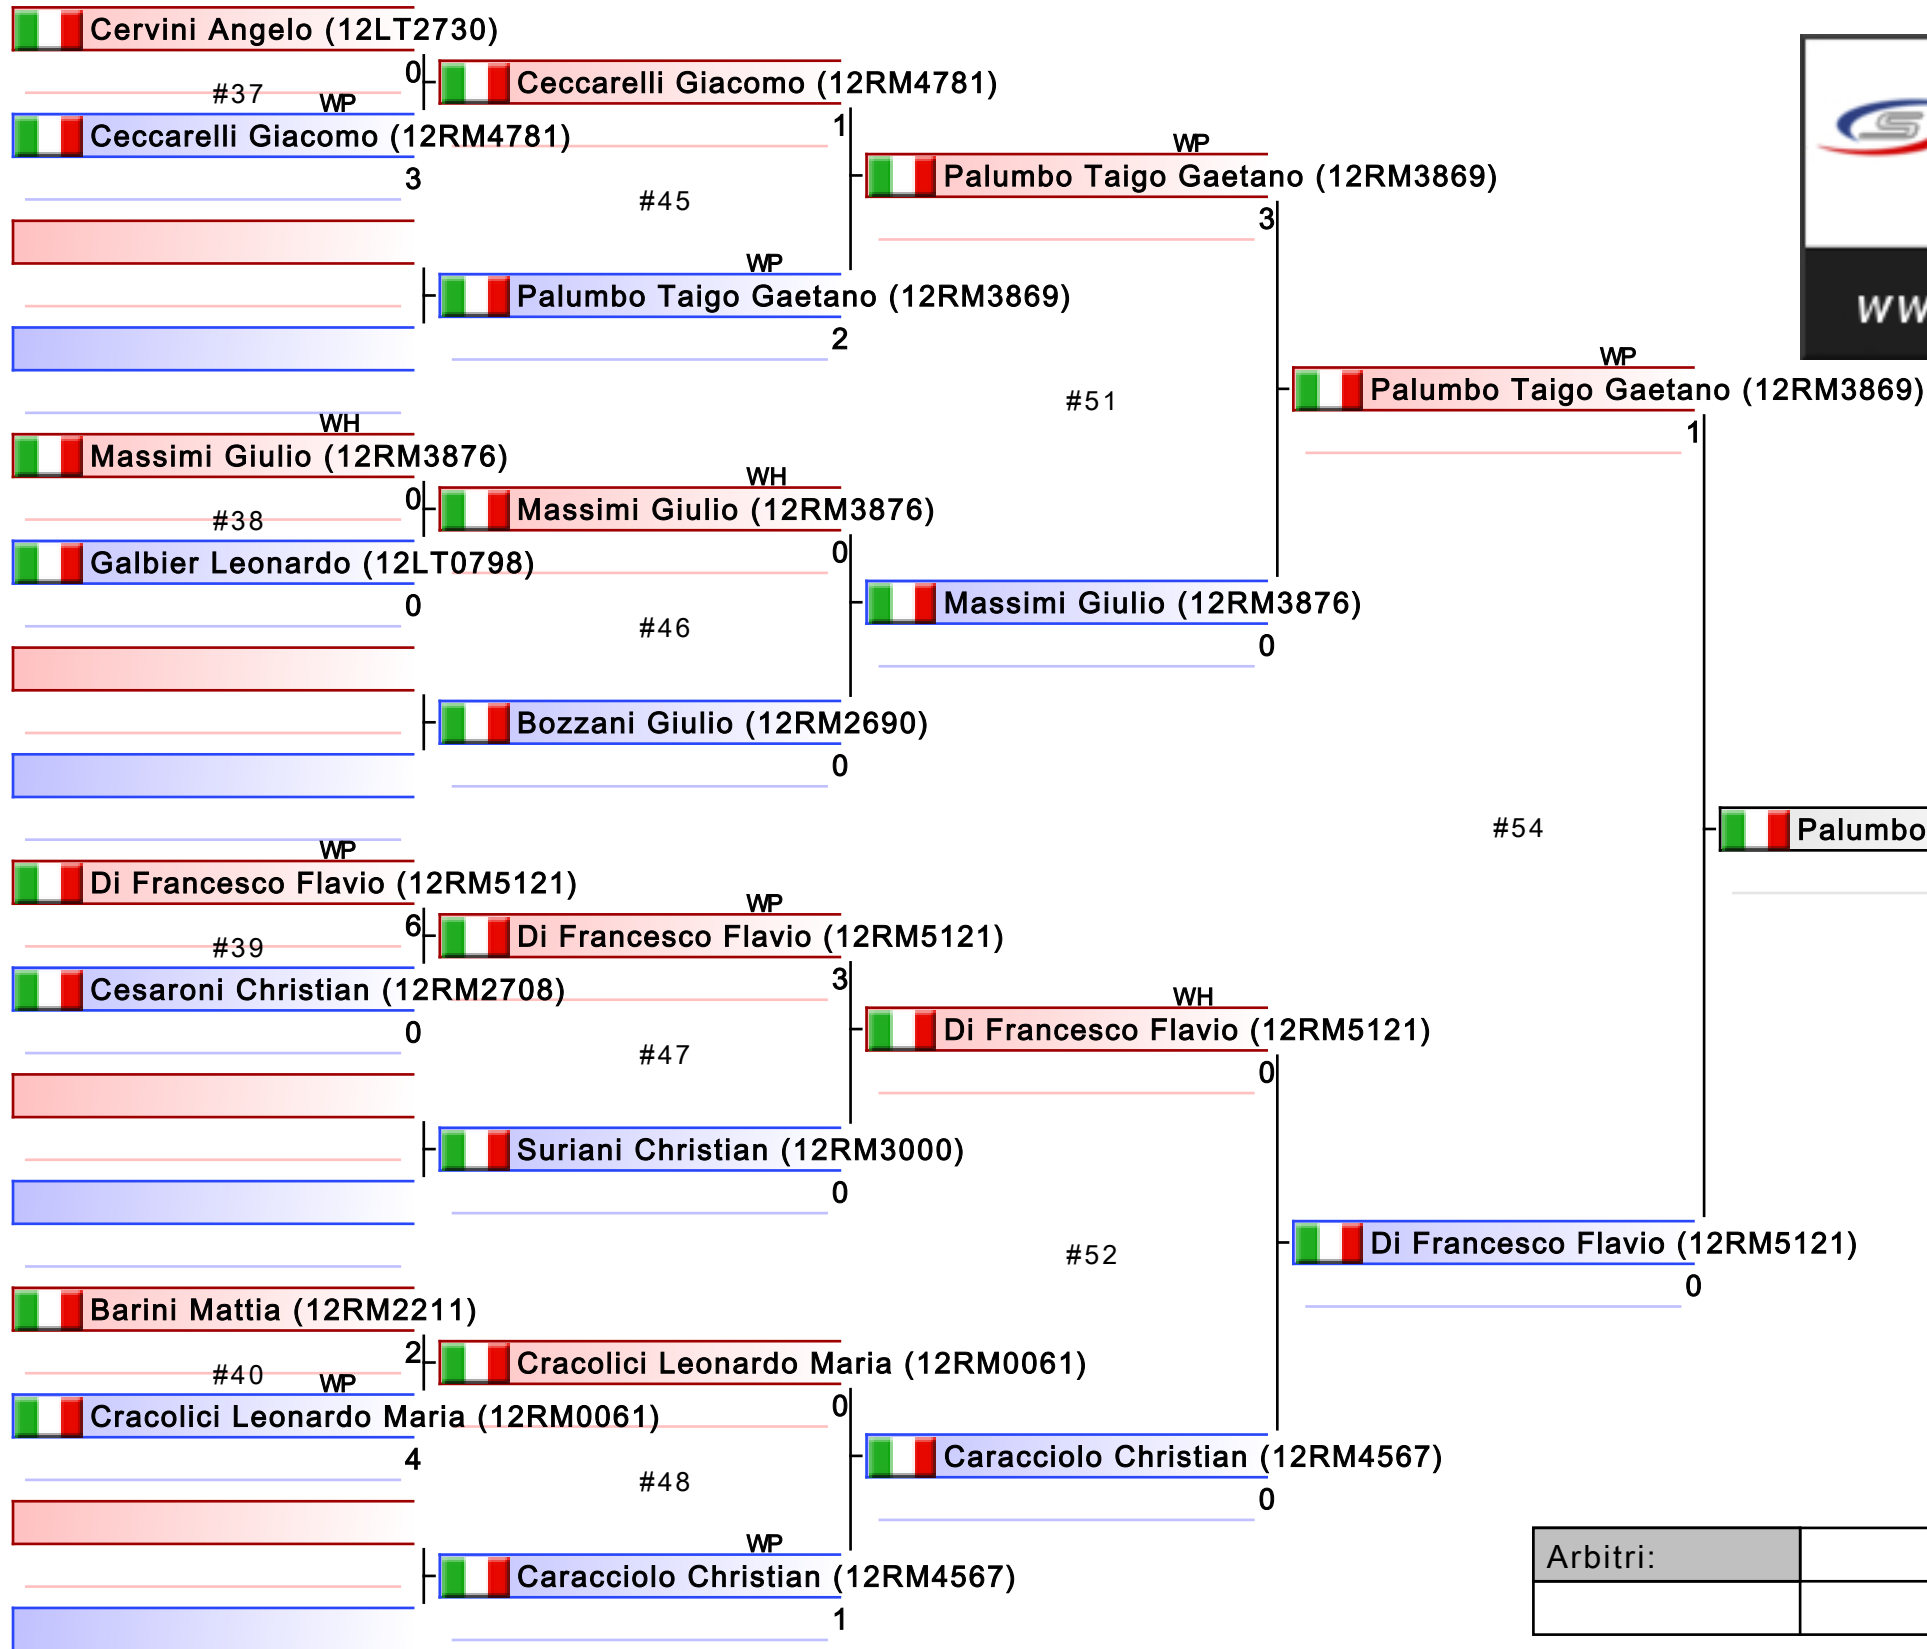 Cervini Angelo (12LT2730)
0
#37
WP
Ceccarelli Giacomo (12RM4781)
3
Ceccarelli Giacomo (12RM4781)
1
#45
WP
Palumbo Taigo Gaetano (12RM3869)
2
WP
Palumbo Taigo Gaetano (12RM3869)
3
#51
WH
Massimi Giulio (12RM3876)
0
#38
Galbier Leonardo (12LT0798)
0
WH
Massimi Giulio (12RM3876)
0
#46
Bozzani Giulio (12RM2690)
0
Massimi Giulio (12RM3876)
0
WP
Palumbo Taigo Gaetano (12RM3869)
1
#54
Palumbo
WP
Di Francesco Flavio (12RM5121)
6
#39
Cesaroni Christian (12RM2708)
0
WP
Di Francesco Flavio (12RM5121)
3
#47
Suriani Christian (12RM3000)
0
WH
Di Francesco Flavio (12RM5121)
0
#52
Di Francesco Flavio (12RM5121)
0
Barini Mattia (12RM2211)
2
#40
WP
Cracolici Leonardo Maria (12RM0061)
4
Cracolici Leonardo Maria (12RM0061)
0
#48
WP
Caracciolo Christian (12RM4567)
1
Caracciolo Christian (12RM4567)
0
Arbitri: